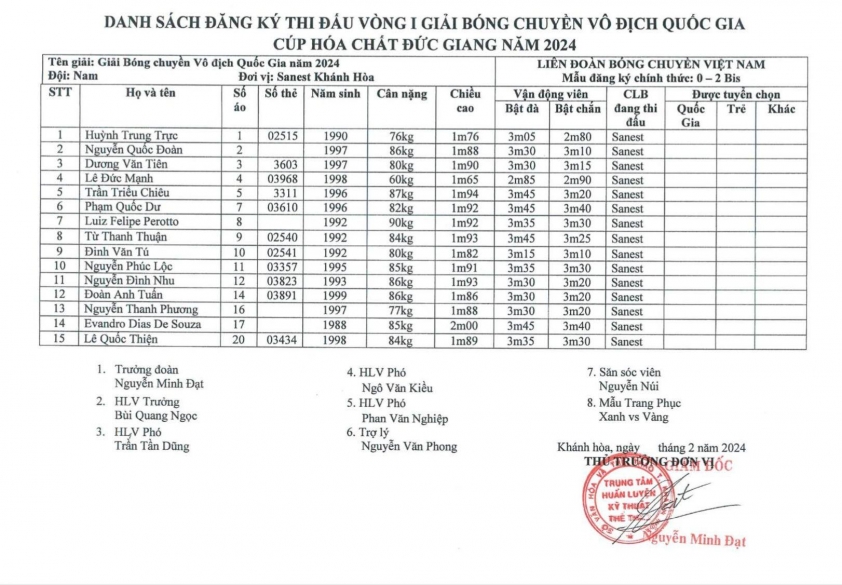 DANH SÁCH ĐĂNG KÝ THI ĐẤU VÒNG I GIẢI BÓNG CHUYỀN VÔ ĐỊCH QUỐC GIA
CÚP HÓA CHẤT ĐỨC GIANG NĂM 2024
Tên giải: Giải Bóng chuyền Vô địch Quốc Gia năm 2024 LIÊN ĐOÀN BÓNG CHUYỀN VIỆT NAM
Đội: Nam Đơi vị: Sanest Khánh Hòa Mẫu đăng ký chính thức: 0 – 2 Bis
STT Họ và tên Số áo Số thẻ Năm sinh Cân nặng Chiều cao Vận động viên CLB đang thi đấu Được tuyển chọn
Bật đà Bật chắn Quốc Gia Trẻ Khác
1 Huỳnh Trung Trực 1 02515 1990 76kg 1m76 3m05 2m80 Sanest
2 Nguyễn Quốc Đoàn 2 1997 86kg 1m88 3m30 3m10 Sanest
3 Dương Văn Tiên 3 3603 1997 80kg 1m90 3m30 3m15 Sanest
4 Lê Đức Mạnh 4 03968 1998 60kg 1m65 2m85 2m90 Sanest
5 Trần Triếu Chiêu 5 3311 1996 87kg 1m94 3m45 3m20 Sanest
6 Phạm Quốc Dư 7 03610 1996 82kg 1m92 3m45 3m40 Sanest
7 Luiz Felipe Perotto 8 1992 90kg 1m92 3m35 3m30 Sanest
8 Từ Thanh Thuận 9 02540 1992 84kg 1m93 3m45 3m25 Sanest
9 Đinh Văn Tú 10 02541 1992 80kg 1m82 3m15 3m10 Sanest
10 Nguyễn Phúc Lộc 11 03357 1995 85kg 1m91 3m35 3m30 Sanest
11 Nguyễn Đình Nhu 12 03823 1993 86kg 1m93 3m30 3m20 Sanest
12 Đoàn Anh Tuấn 14 03891 1999 86kg 1m86 3m30 3m20 Sanest
13 Nguyễn Thanh Phương 16 1997 77kg 1m88 3m30 3m20 Sanest
14 Evandro Dias De Souza 17 1988 85kg 2m00 3m45 3m40 Sanest
15 Lê Quốc Thiện 20 03434 1998 84kg 1m89 3m35 3m30 Sanest
1. Trưởng đoàn
Nguyễn Minh Đạt
2. HLV Trưởng
Bùi Quang Ngọc
3. HLV Phó
Trần Tấn Dũng
4. HLV Phó
Ngô Văn Kiều
5. HLV Phó
Phan Văn Nghiệp
6. Trợ lý
Nguyễn Văn Phong
7. Săn sóc viên
Nguyễn Núi
8. Mẫu Trang Phục
Xanh vs Vàng
Khánh hòa, ngày tháng 2 năm 2024
THỦ TRƯỞNG ĐƠN VỊ
GIÁM ĐỐC
TRUNG TÂM
HUẤN LUYỆN
KỸ THUẬT
THỂ THAO
Nguyễn Minh Đạt